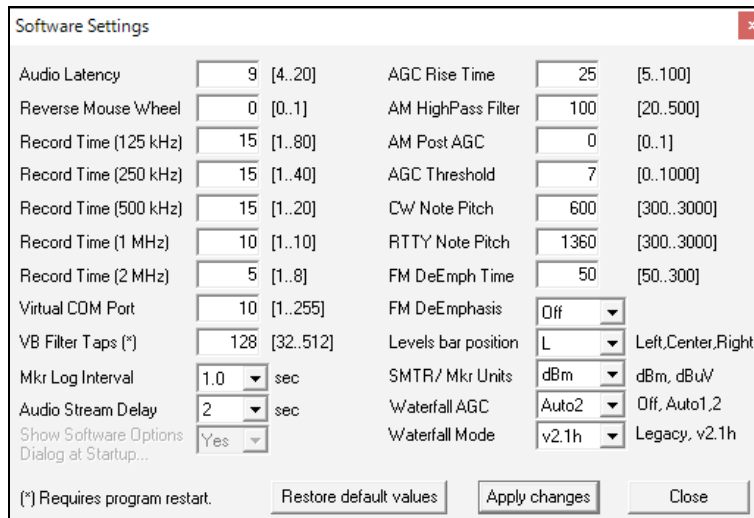 Software Settings
x
Audio Latency 9 [4..20]
Reverse Mouse Wheel 0 [0..1]
Record Time (125 kHz) 15 [1..80]
Record Time (250 kHz) 15 [1..40]
Record Time (500 kHz) 15 [1..20]
Record Time (1 MHz) 10 [1..10]
Record Time (2 MHz) 5 [1..8]
Virtual COM Port 10 [1..255]
VB Filter Taps (*) 128 [32..512]
Mkr Log Interval 1.0 sec
Audio Stream Delay 2 sec
Show Software Options
Dialog at Startup... Yes
AGC Rise Time 25 [5..100]
AM HighPass Filter 100 [20..500]
AM Post AGC 0 [0..1]
AGC Threshold 7 [0..1000]
CW Note Pitch 600 [300..3000]
RTTY Note Pitch 1360 [300..3000]
FM DeEmph Time 50 [50..300]
FM DeEmphasis Off
Levels bar position L Left,Center,Right
SMTR/ Mkr Units dBm dBm, dBuV
Waterfall AGC Auto2 Off, Auto1,2
Waterfall Mode v2.1h Legacy, v2.1h
(*) Requires program restart.
Restore default values
Apply changes
Close